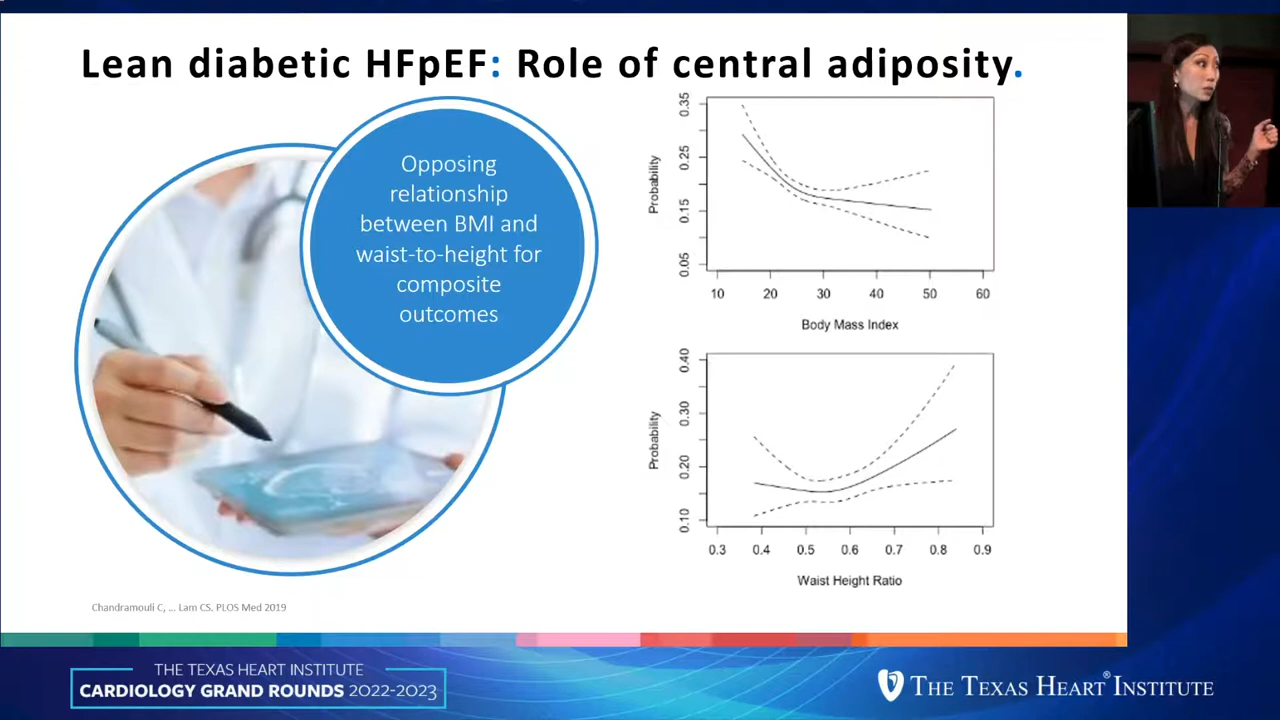 Lean diabetic HFpEF: Role of central adiposity.
Opposing
relationship
between BMI and
waist-to-height for
composite
outcomes
0.35
0.25
0.15
0.05
Probability
10 20 30 40 50 60
Body Mass Index
0.40
0.30
0.20
0.10
Probability
0.3 0.4 0.5 0.6 0.7 0.8 0.9
Waist Height Ratio
Chandramouli C, ... Lam CS. PLOS Med 2019
THE TEXAS HEART INSTITUTE
CARDIOLOGY GRAND ROUNDS 2022-2023
THE TEXAS HEART® INSTITUTE